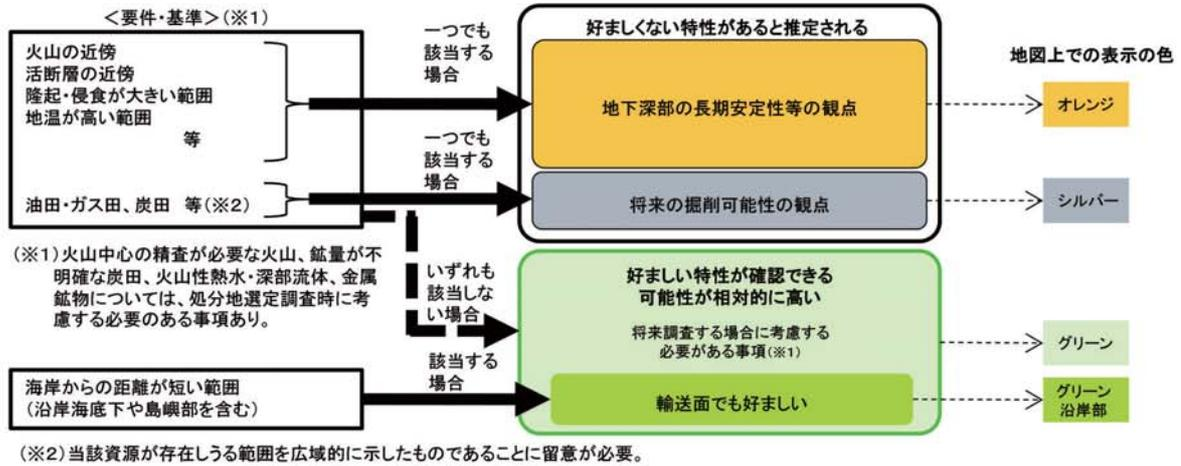 ＜要件・基準＞(※1)
火山の近傍
活断層の近傍
隆起・侵食が大きい範囲
地温が高い範囲
等
油田・ガス田、炭田 等(※2)
一つでも
該当する
場合
一つでも
該当する
場合
好ましくない特性があると推定される
地下深部の長期安定性等の観点
将来の掘削可能性の観点
地図上での表示の色
オレンジ
シルバー
(※1)火山中心の精査が必要な火山、鉱量が不
明確な炭田、火山性熱水・深部流体、金属
鉱物については、処分地選定調査時に考
慮する必要のある事項あり。
いずれも
該当しな
い場合
好ましい特性が確認できる
可能性が相対的に高い
将来調査する場合に考慮する
必要がある事項(※1)
グリーン
海岸からの距離が短い範囲
(沿岸海底下や島嶼部を含む)
該当する
場合
輸送面でも好ましい
グリーン
沿岸部
(※2)当該資源が存在しうる範囲を広域的に示したものであることに留意が必要。